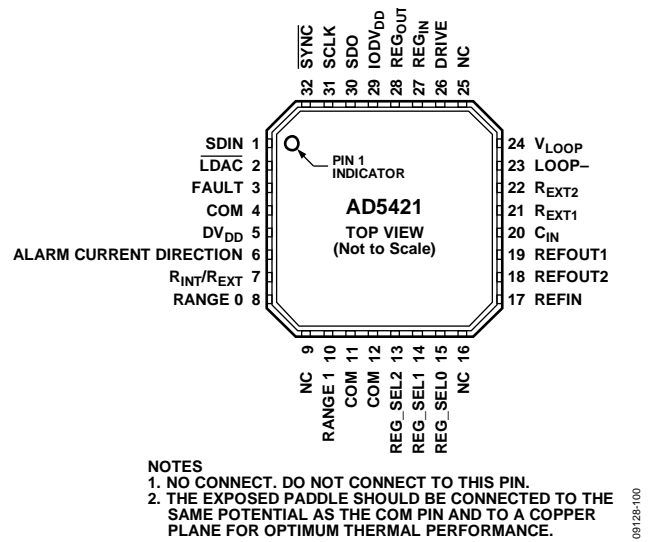 SYNC
SCLK
SDO
IODVDD
REGOUT
REGIN
DRIVE
NC
32
31
30
29
28
27
26
25
SDIN 1
LDAC 2
FAULT 3
COM 4
DVDD 5
ALARM CURRENT DIRECTION 6
RINT/REXT 7
RANGE 0 8
PIN 1
INDICATOR
AD5421
TOP VIEW
(Not to Scale)
24 VLOOP
23 LOOP–
22 REXT2
21 REXT1
20 CIN
19 REFOUT1
18 REFOUT2
17 REFIN
NC 9
RANGE 1 10
COM 11
COM 12
REG_SEL2 13
REG_SEL1 14
REG_SEL0 15
NC 16
NOTES
1. NO CONNECT. DO NOT CONNECT TO THIS PIN.
2. THE EXPOSED PADDLE SHOULD BE CONNECTED TO THE
SAME POTENTIAL AS THE COM PIN AND TO A COPPER
PLANE FOR OPTIMUM THERMAL PERFORMANCE.
09128-100